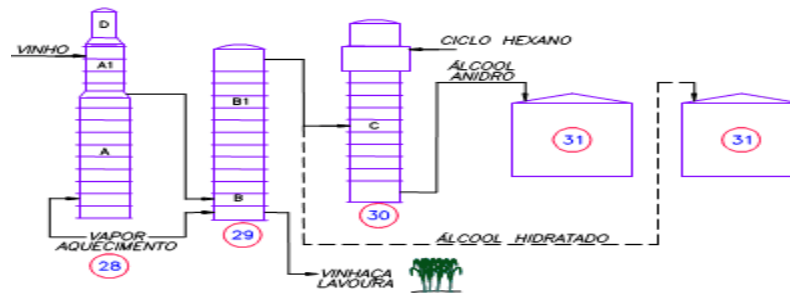 D
VINHO
A1
A
VAPOR
AQUECIMENTO
28
B1
B
29
VINHAÇA
LAVOURA
CICLO HEXANO
ÁLCOOL
ANIDRO
C
30
31
31
ÁLCOOL HIDRATADO